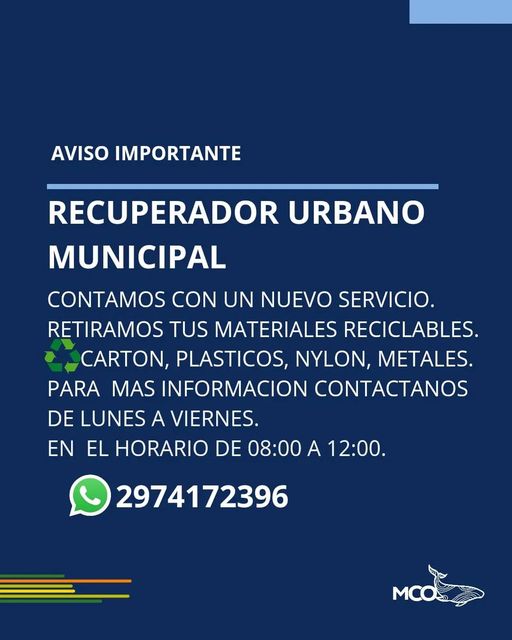 AVISO IMPORTANTE
RECUPERADOR URBANO
MUNICIPAL
CONTAMOS CON UN NUEVO SERVICIO.
RETIRAMOS TUS MATERIALES RECICLABLES.
CARTON, PLASTICOS, NYLON, METALES.
PARA MAS INFORMACION CONTACTANOS
DE LUNES A VIERNES.
EN EL HORARIO DE 08:00 A 12:00.
2974172396
MCO